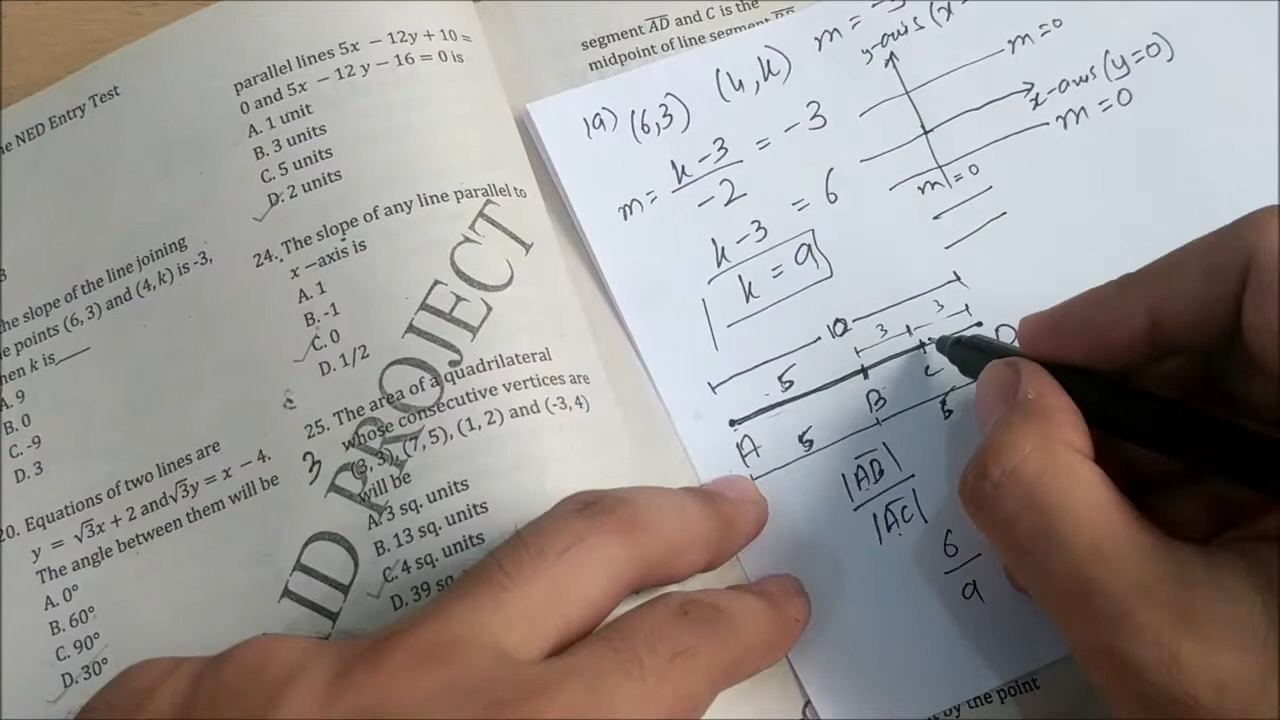 he NED Entry Test
he slope of the line joining
e points (6, 3) and (4, k) is -3,
hen k is___
A. 9
B. 0
C. -9
D. 3
20. Equations of two lines are
y = √3x + 2 and √3y = x − 4.
The angle between them will be
A. 0°
B. 60°
C. 90°
D. 30°
parallel lines 5x − 12y + 10 =
0 and 5x − 12 y − 16 = 0 is
A. 1 unit
B. 3 units
C. 5 units
D. 2 units
24. The slope of any line parallel to
x −axis is
A. 1
B. -1
C. 0
D. 1/2
25. The area of a quadrilateral
whose consecutive vertices are
3
(3, 3), (7, 5), (1, 2) and (-3, 4)
will be
A. 3 sq. units
B. 13 sq. units
C. 4 sq. units
D. 39 sq.
ID PROJECT
segment AD and C is the
midpoint of line segment
19) (6,3) (4,k)
m = k-3/-2 = -3
k-3 = 6
k = 9
m =
y-axis (x
m=0
x-axis (y=0)
m=0
m=0
10
5 3 3
A B C D
5 5
|AB|/|AC|
6/9
by the point